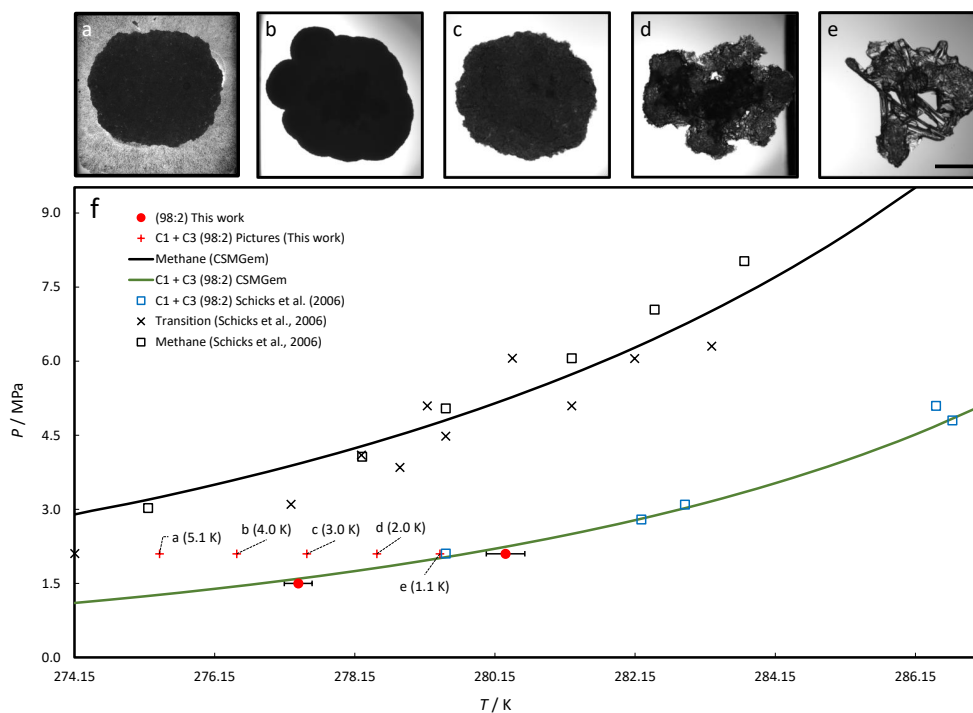 a
b
c
d
e
f
(98:2) This work
C1 + C3 (98:2) Pictures (This work)
Methane (CSMGem)
C1 + C3 (98:2) CSMGem
C1 + C3 (98:2) Schicks et al. (2006)
Transition (Schicks et al., 2006)
Methane (Schicks et al., 2006)
9.0
7.5
6.0
4.5
3.0
1.5
0.0
P / MPa
a (5.1 K)
b (4.0 K)
c (3.0 K)
d (2.0 K)
e (1.1 K)
274.15
276.15
278.15
280.15
282.15
284.15
286.15
T / K